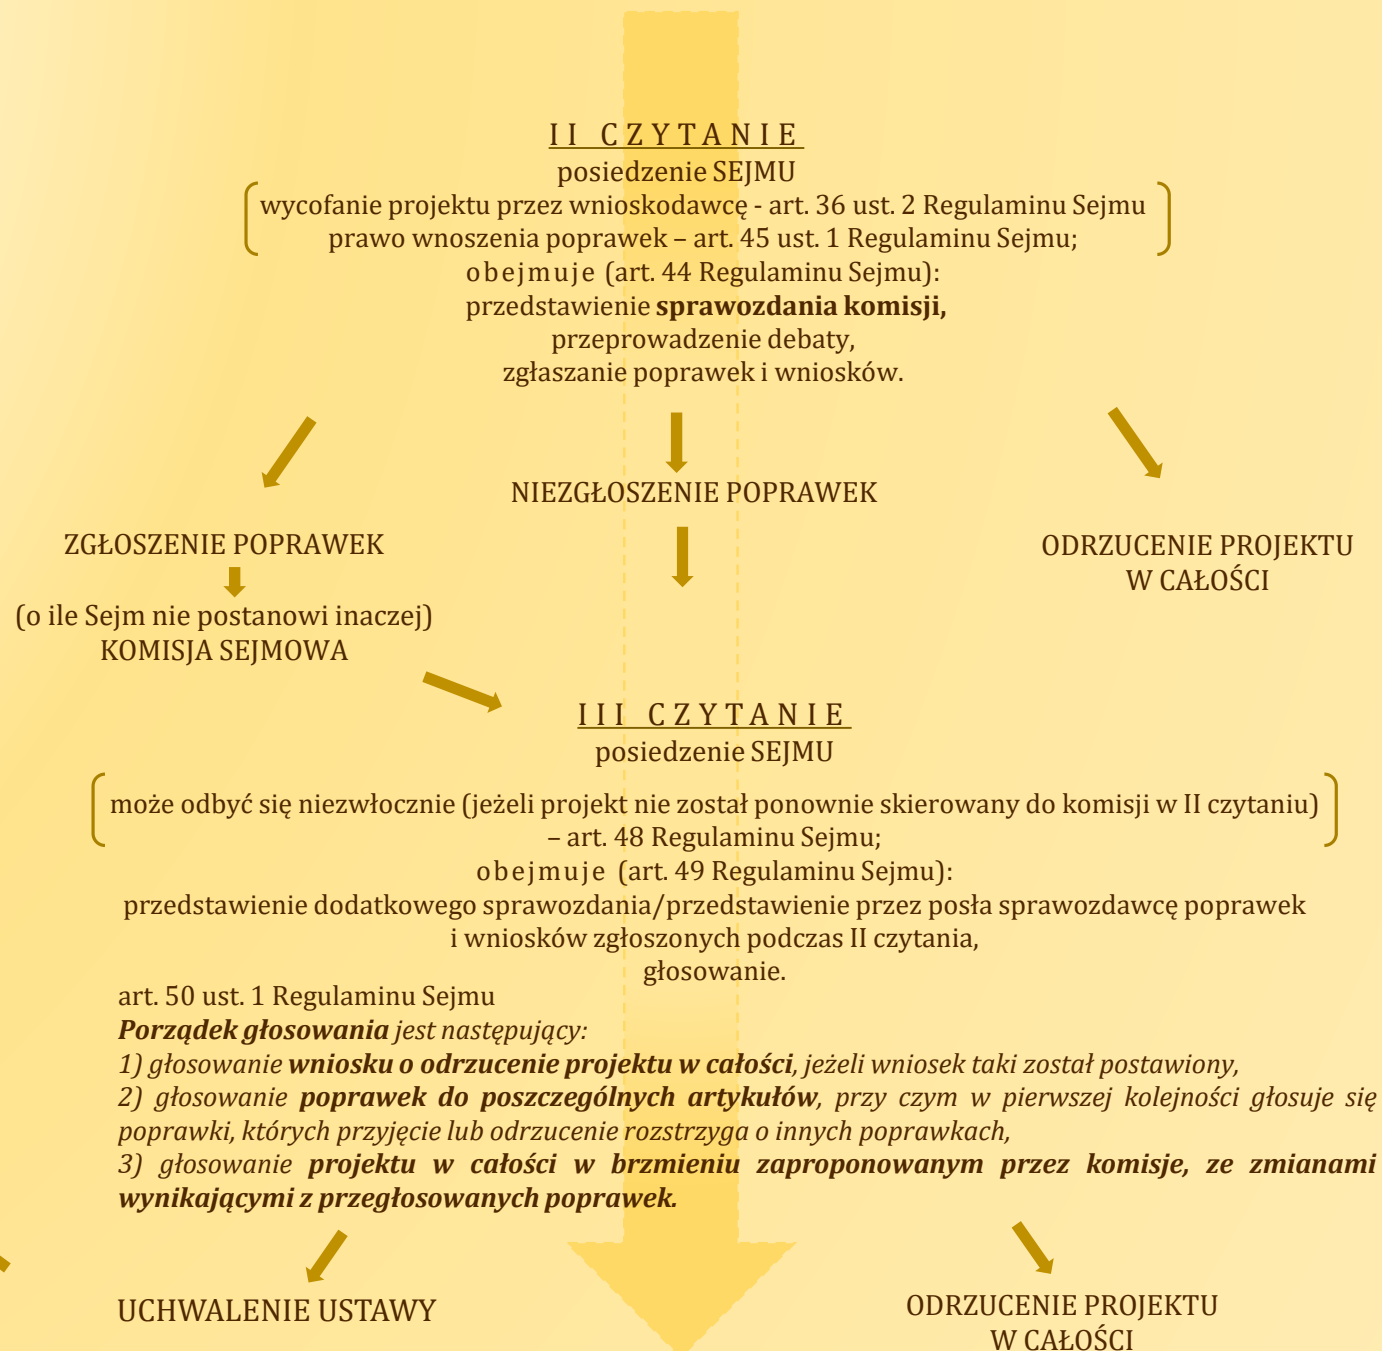 II CZYTANIE
posiedzenie SEJMU
wycofanie projektu przez wnioskodawcę - art. 36 ust. 2 Regulaminu Sejmu
prawo wnoszenia poprawek – art. 45 ust. 1 Regulaminu Sejmu;
obejmuje (art. 44 Regulaminu Sejmu):
przedstawienie sprawozdania komisji,
przeprowadzenie debaty,
zgłaszanie poprawek i wniosków.
NIEZGŁOSZENIE POPRAWEK
ZGŁOSZENIE POPRAWEK
ODRZUCENIE PROJEKTU
W CAŁOŚCI
(o ile Sejm nie postanowi inaczej)
KOMISJA SEJMOWA
III CZYTANIE
posiedzenie SEJMU
może odbyć się niezwłocznie (jeżeli projekt nie został ponownie skierowany do komisji w II czytaniu)
– art. 48 Regulaminu Sejmu;
obejmuje (art. 49 Regulaminu Sejmu):
przedstawienie dodatkowego sprawozdania/przedstawienie przez posła sprawozdawcę poprawek
i wniosków zgłoszonych podczas II czytania,
głosowanie.
art. 50 ust. 1 Regulaminu Sejmu
Porządek głosowania jest następujący:
1) głosowanie wniosku o odrzucenie projektu w całości, jeżeli wniosek taki został postawiony,
2) głosowanie poprawek do poszczególnych artykułów, przy czym w pierwszej kolejności głosuje się
poprawki, których przyjęcie lub odrzucenie rozstrzyga o innych poprawkach,
3) głosowanie projektu w całości w brzmieniu zaproponowanym przez komisje, ze zmianami
wynikającymi z przegłosowanych poprawek.
UCHWALENIE USTAWY
ODRZUCENIE PROJEKTU
W CAŁOŚCI